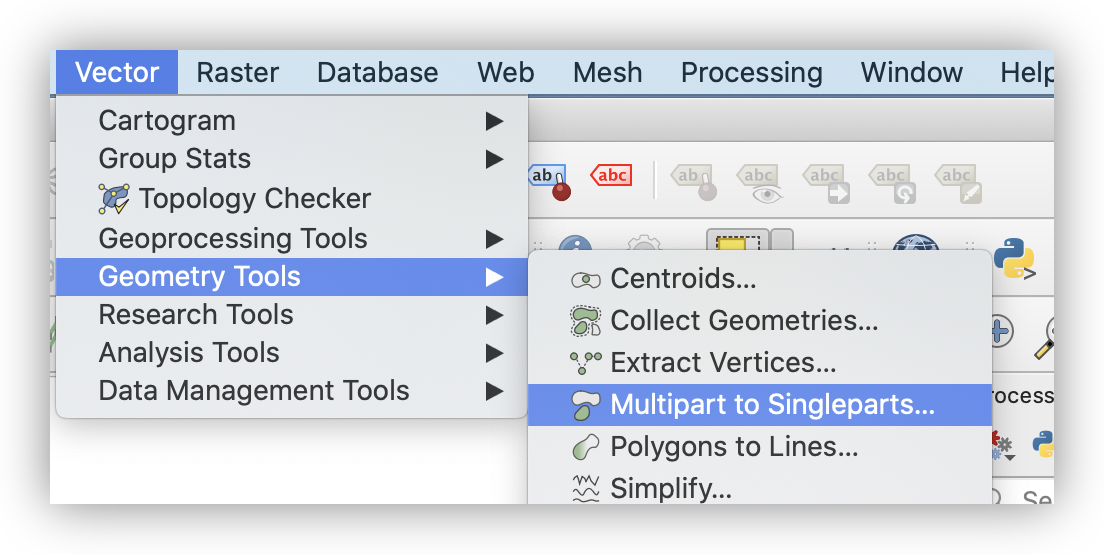 Vector Raster Database Web Mesh Processing Window Help
Cartogram
Group Stats
Topology Checker
Geoprocessing Tools
Geometry Tools
Research Tools
Analysis Tools
Data Management Tools
ab abc ab abc abc abc abc
Centroids...
Collect Geometries...
Extract Vertices...
Multipart to Singleparts...
Polygons to Lines...
Simplify...
rocess
Se